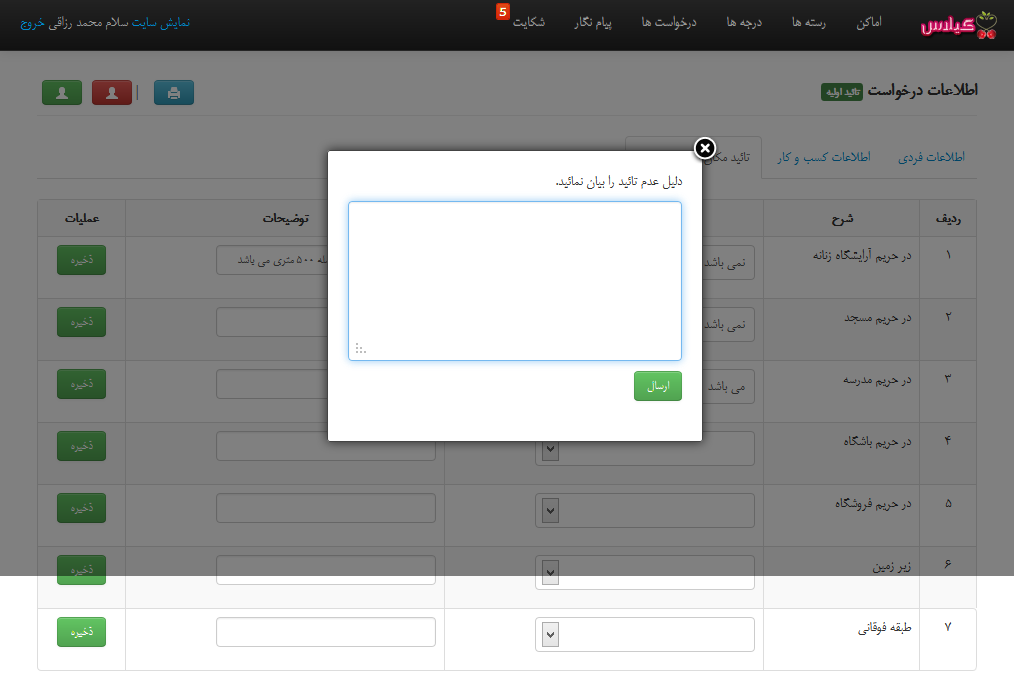 گیلاس
اماکن
رسته ها
درجه ها
درخواست ها
پیام نگار
شکایت 5
نمایش سایت سلام محمد رزاقی خروج
اطلاعات درخواست تائید اولیه
اطلاعات فردی
اطلاعات کسب و کار
تائید مکان
دلیل عدم تائید را بیان نمائید.
ارسال
ردیف شرح توضیحات عملیات
۱ در حریم آرایشگاه زنانه نمی باشد ۵۰۰ متری می باشد ذخیره
۲ در حریم مسجد نمی باشد ذخیره
۳ در حریم مدرسه می باشد ذخیره
۴ در حریم باشگاه ذخیره
۵ در حریم فروشگاه ذخیره
۶ زیر زمین ذخیره
۷ طبقه فوقانی ذخیره